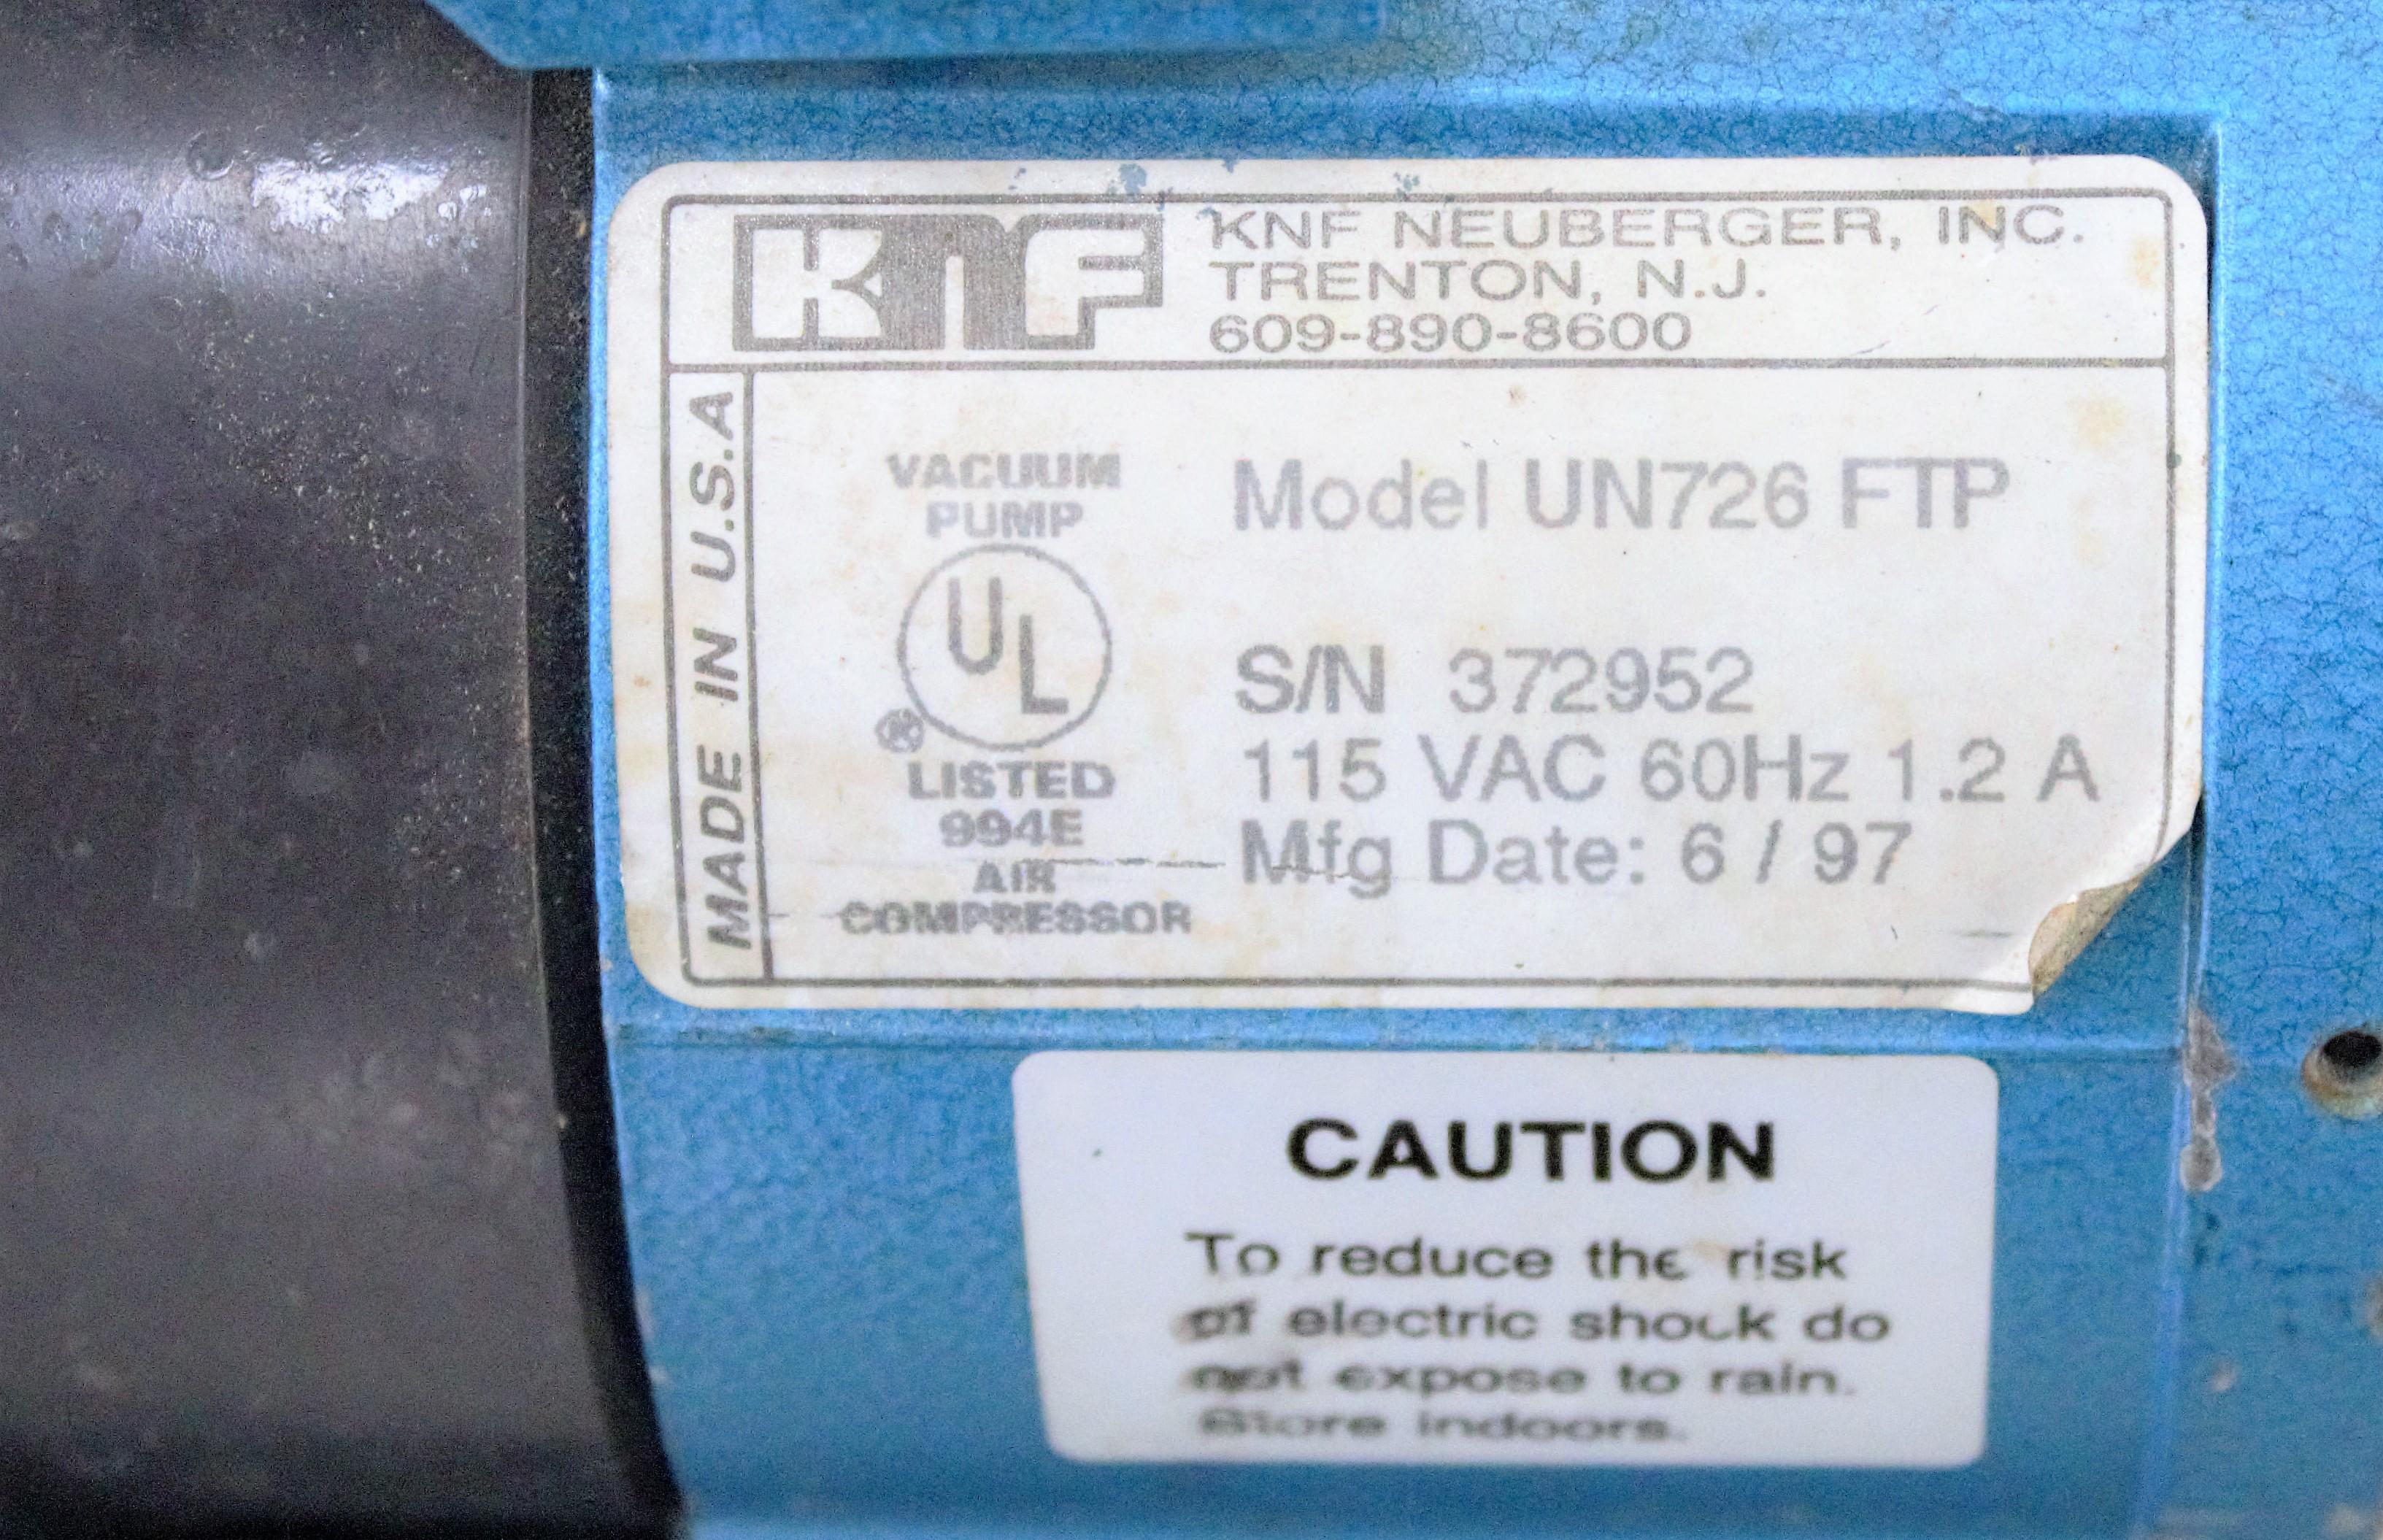 KNF
KNF NEUBERGER, INC.
TRENTON, N.J.
609-890-8600
MADE IN U.S.A
VACUUM
PUMP
UL
®
LISTED
994E
AIR
COMPRESSOR
Model UN726 FTP
S/N 372952
115 VAC 60Hz 1.2 A
Mfg Date: 6 / 97
CAUTION
To reduce the risk
of electric shock do
not expose to rain.
Store indoors.